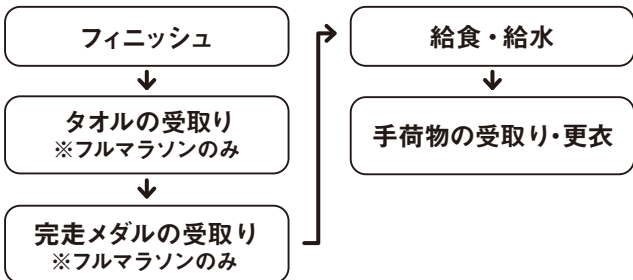 フィニッシュ
タオルの受取り
※フルマラソンのみ
完走メダルの受取り
※フルマラソンのみ
給食・給水
手荷物の受取り・更衣